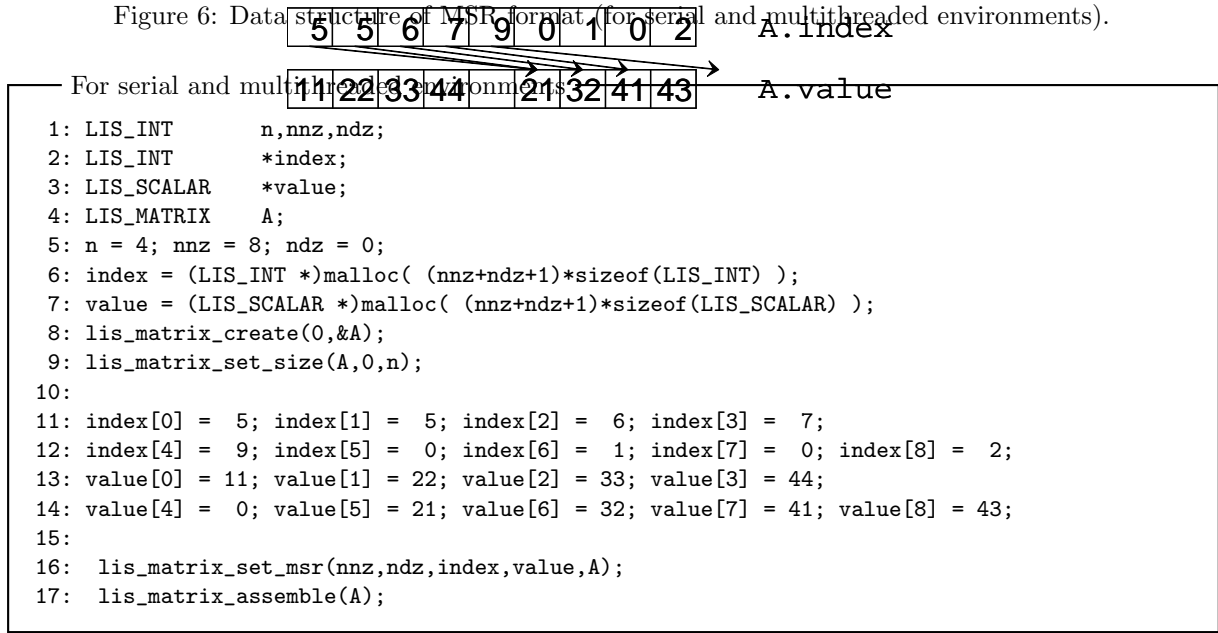 Figure 6: Data structure of MSR format (for serial and multithreaded environments).
5 5 6 7 9 0 1 0 2 A.index
11 22 33 44 21 32 41 43 A.value
For serial and multithreaded environments
1: LIS_INT n,nnz,ndz;
2: LIS_INT *index;
3: LIS_SCALAR *value;
4: LIS_MATRIX A;
5: n = 4; nnz = 8; ndz = 0;
6: index = (LIS_INT *)malloc( (nnz+ndz+1)*sizeof(LIS_INT) );
7: value = (LIS_SCALAR *)malloc( (nnz+ndz+1)*sizeof(LIS_SCALAR) );
8: lis_matrix_create(0,&A);
9: lis_matrix_set_size(A,0,n);
10:
11: index[0] = 5; index[1] = 5; index[2] = 6; index[3] = 7;
12: index[4] = 9; index[5] = 0; index[6] = 1; index[7] = 0; index[8] = 2;
13: value[0] = 11; value[1] = 22; value[2] = 33; value[3] = 44;
14: value[4] = 0; value[5] = 21; value[6] = 32; value[7] = 41; value[8] = 43;
15:
16: lis_matrix_set_msr(nnz,ndz,index,value,A);
17: lis_matrix_assemble(A);